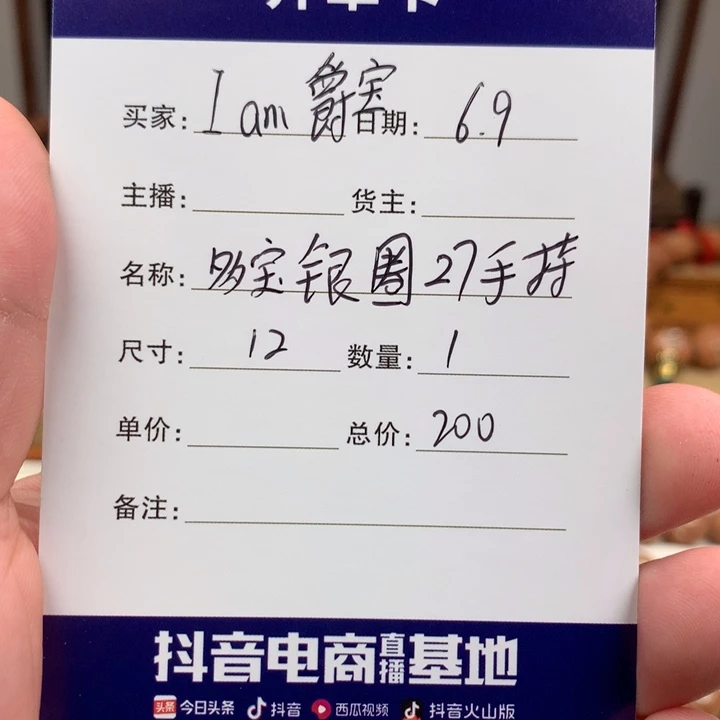 买家: I am 爵宝 日期: 6.9
主播: 货主:
名称: 多宝银圈27手持
尺寸: 12 数量: 1
单价: 总价: 200
备注:
抖音电商直播基地
头条 今日头条 抖音 西瓜视频 抖音火山版